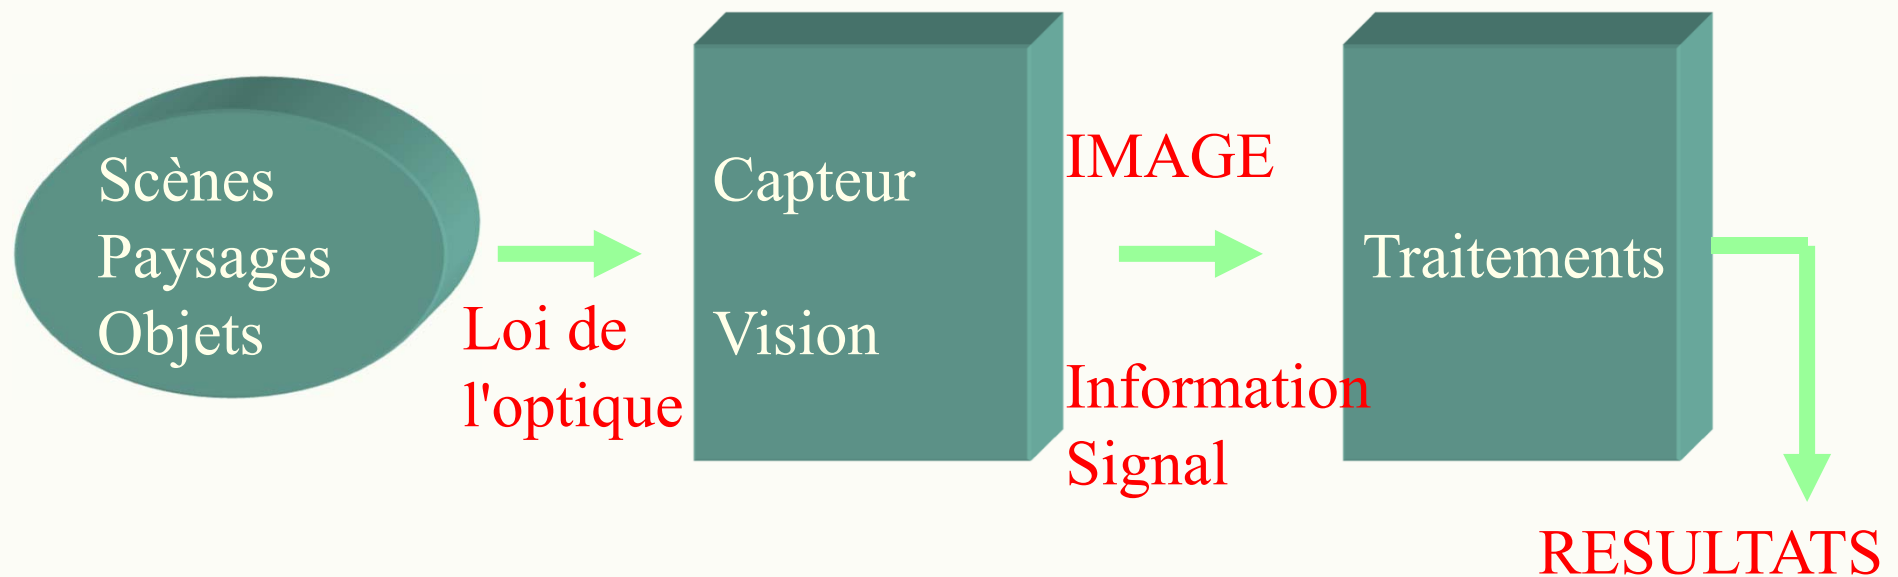 Scènes
Paysages
Objets
Loi de
l'optique
Capteur
Vision
IMAGE
Information
Signal
Traitements
RESULTATS